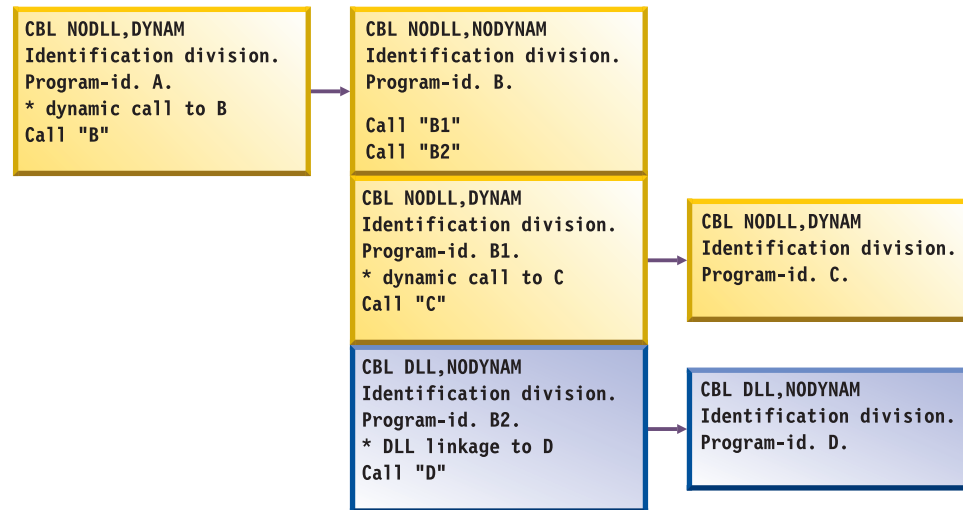 CBL NODLL,DYNAM
Identification division.
Program-id. A.
* dynamic call to B
Call "B"
CBL NODLL,NODYNAM
Identification division.
Program-id. B.
Call "B1"
Call "B2"
CBL NODLL,DYNAM
Identification division.
Program-id. B1.
* dynamic call to C
Call "C"
CBL NODLL,DYNAM
Identification division.
Program-id. C.
CBL DLL,NODYNAM
Identification division.
Program-id. B2.
* DLL linkage to D
Call "D"
CBL DLL,NODYNAM
Identification division.
Program-id. D.